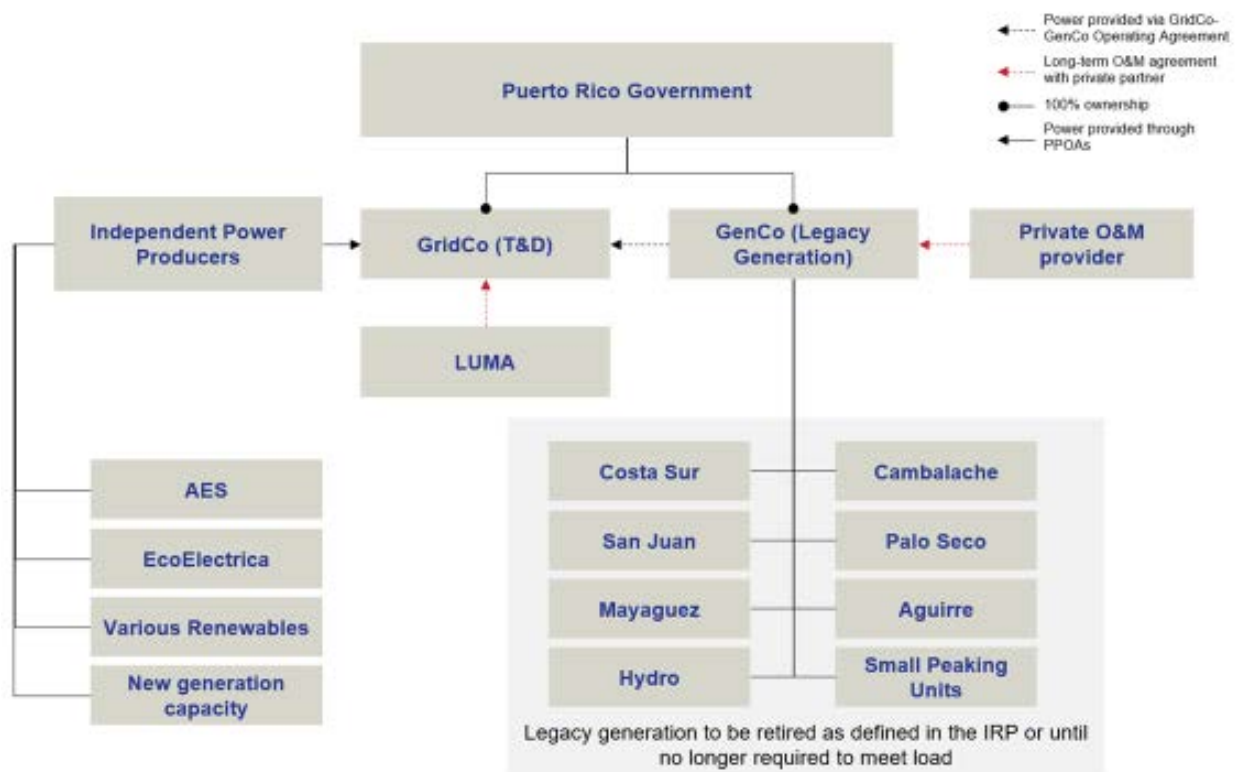 Power provided via GridCo-
GenCo Operating Agreement
Long-term O&M agreement
with private partner
100% ownership
Power provided through
PPOAs
Puerto Rico Government
Independent Power
Producers
GridCo (T&D)
GenCo (Legacy
Generation)
Private O&M
provider
LUMA
AES
EcoElectrica
Various Renewables
New generation
capacity
Costa Sur
Cambalache
San Juan
Palo Seco
Mayaguez
Aguirre
Hydro
Small Peaking
Units
Legacy generation to be retired as defined in the IRP or until
no longer required to meet load